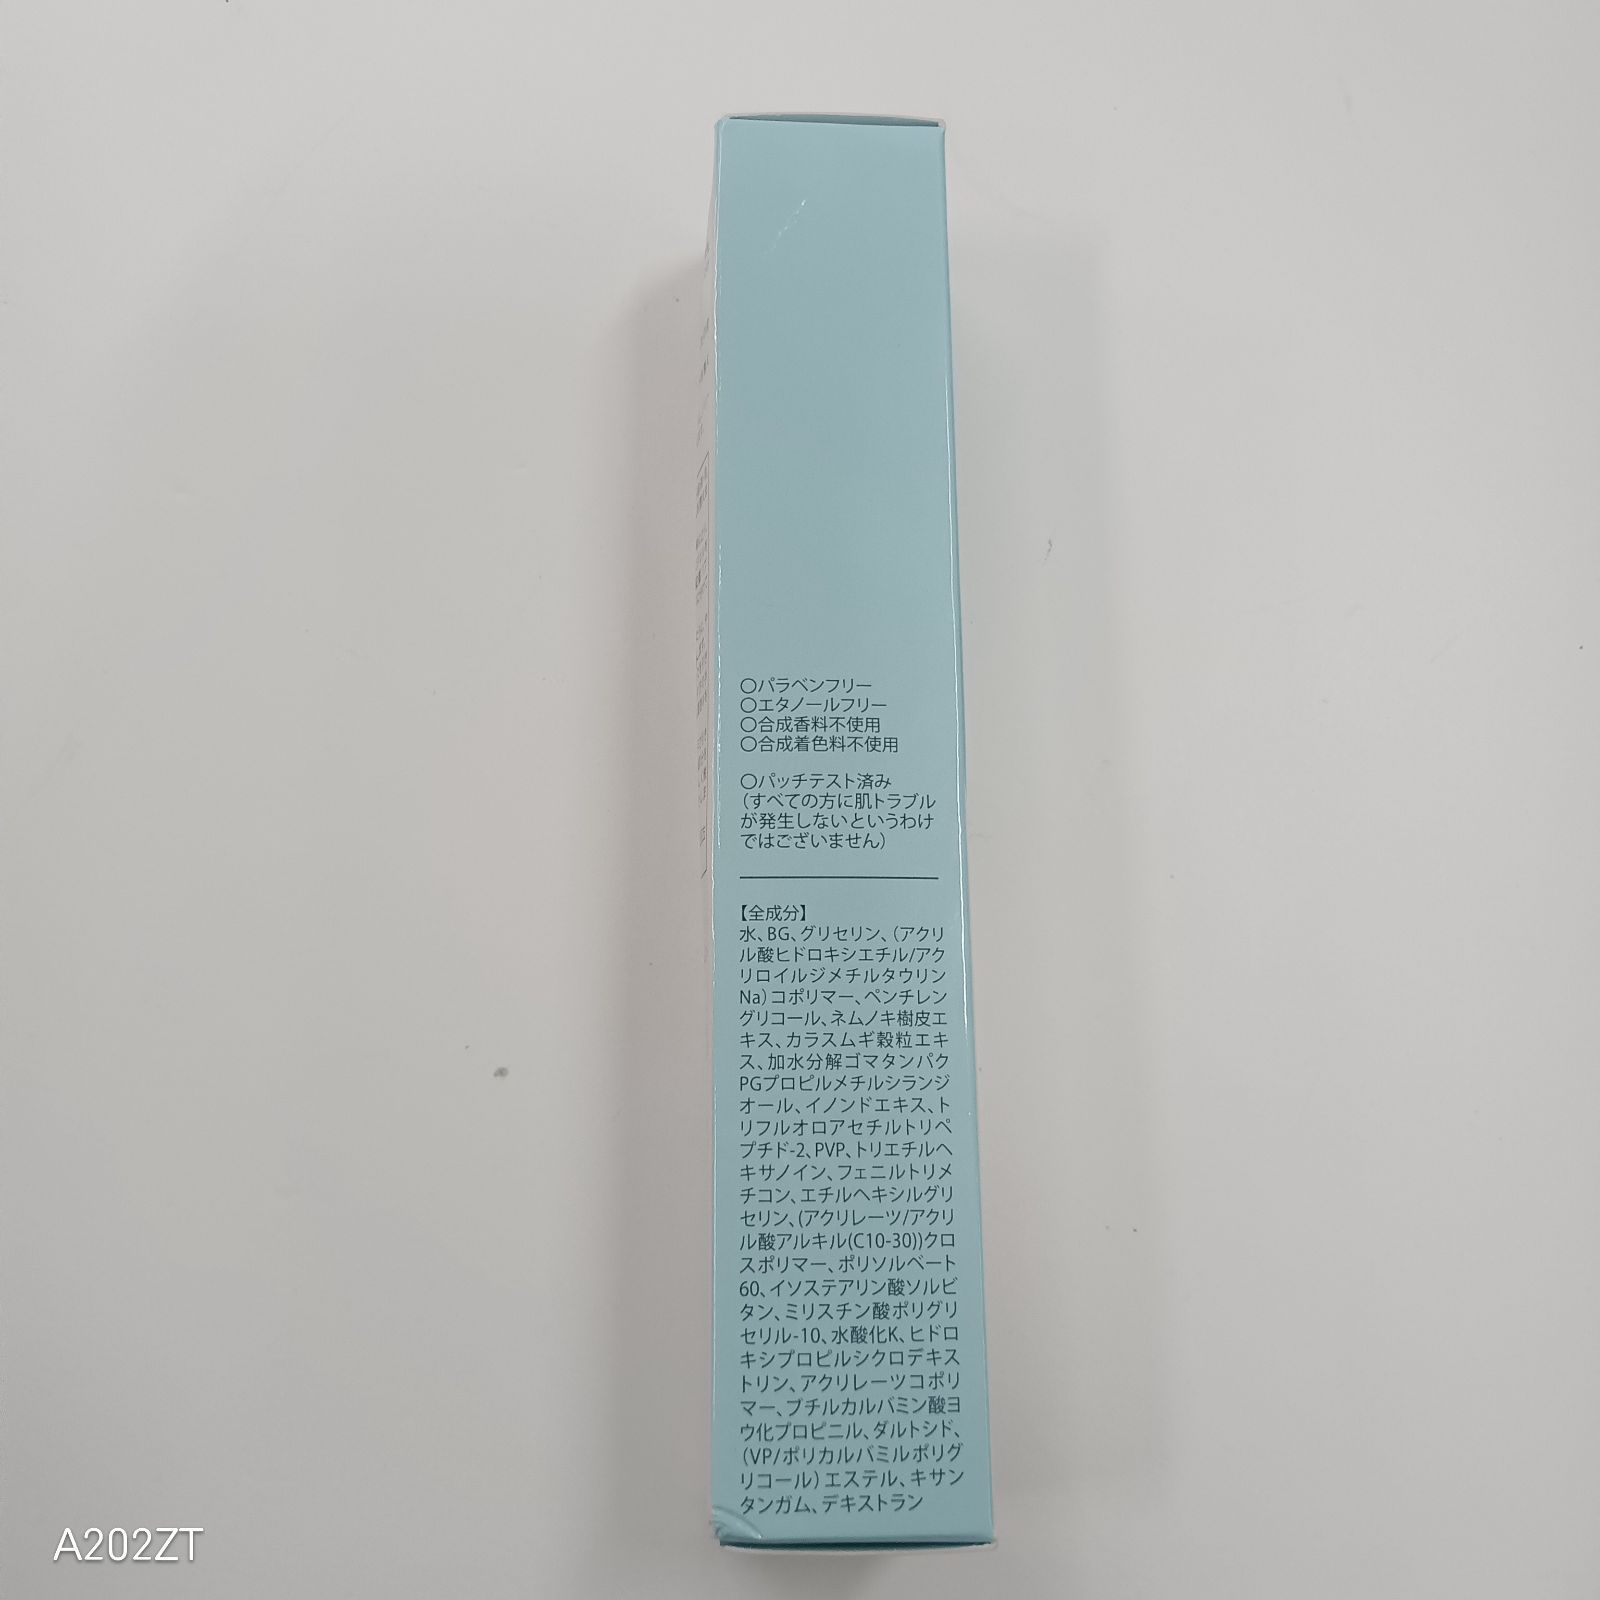 〇パラベンフリー
〇エタノールフリー
〇合成香料不使用
〇合成着色料不使用
〇パッチテスト済み
（すべての方に肌トラブル
が発生しないというわけ
ではございません）
【全成分】
水、BG、グリセリン、（アクリ
ル酸ヒドロキシエチル/アク
リロイルジメチルタウリン
Na）コポリマー、ペンチレン
グリコール、ネムノキ樹皮エ
キス、カラスムギ穀粒エキ
ス、加水分解ゴマタンパク
PGプロピルメチルシランジ
オール、イノンドエキス、ト
リフルオロアセチルトリペ
プチド-2、PVP、トリエチルヘ
キサノイン、フェニルトリメ
チコン、エチルヘキシルグリ
セリン、(アクリレーツ/アクリ
ル酸アルキル(C10-30))クロ
スポリマー、ポリソルベート
60、イソステアリン酸ソルビ
タン、ミリスチン酸ポリグリ
セリル-10、水酸化K、ヒドロ
キシプロピルシクロデキス
トリン、アクリレーツコポリ
マー、ブチルカルバミン酸ヨ
ウ化プロピニル、ダルトシド、
（VP/ポリカルバミルポリグ
リコール）エステル、キサン
タンガム、デキストラン
A202ZT